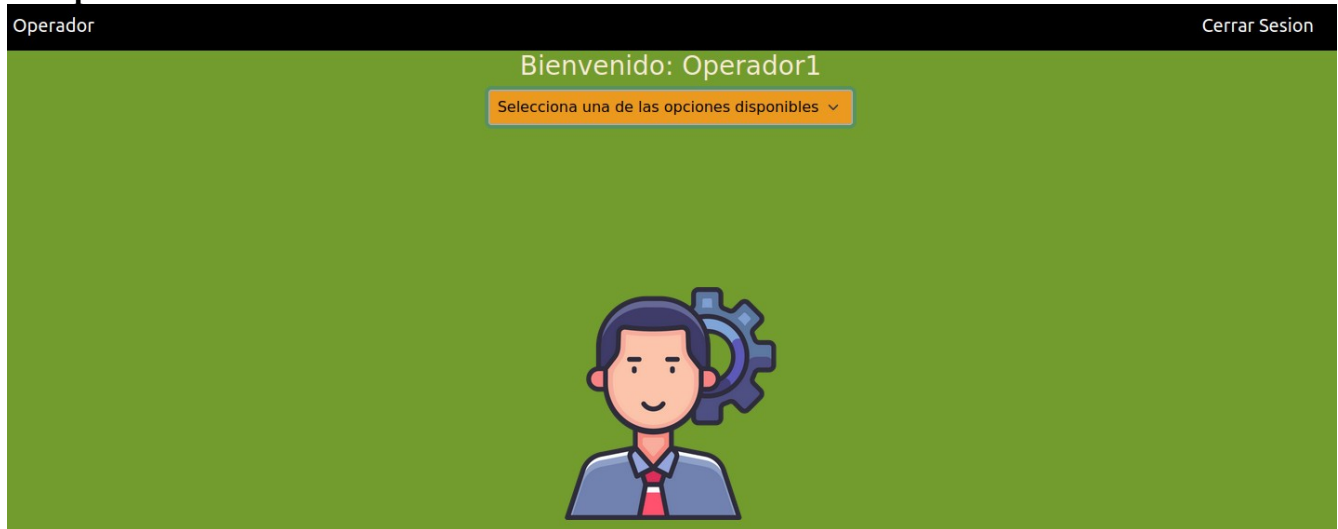 Operador
Cerrar Sesion
Bienvenido: Operador1
Selecciona una de las opciones disponibles